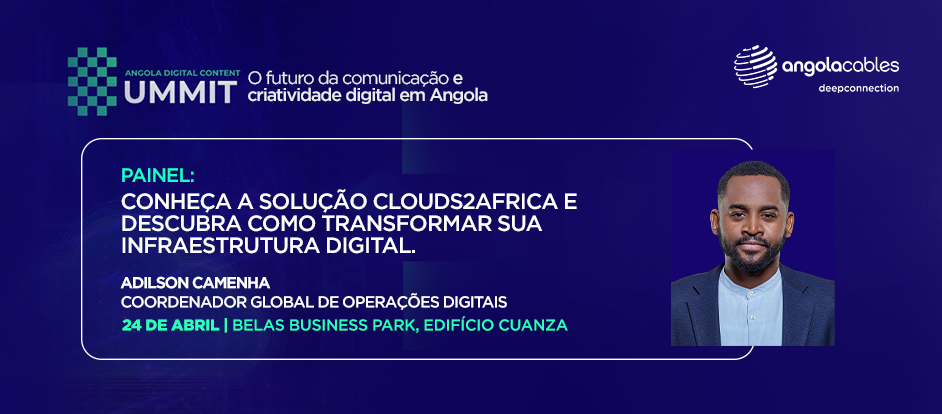 ANGOLA DIGITAL CONTENT
UMMIT
O futuro da comunicação e
criatividade digital em Angola
angolacables
deepconnection
PAINEL:
CONHEÇA A SOLUÇÃO CLOUDS2AFRICA E
DESCUBRA COMO TRANSFORMAR SUA
INFRAESTRUTURA DIGITAL.
ADILSON CAMENHA
COORDENADOR GLOBAL DE OPERAÇÕES DIGITAIS
24 DE ABRIL | BELAS BUSINESS PARK, EDIFÍCIO CUANZA